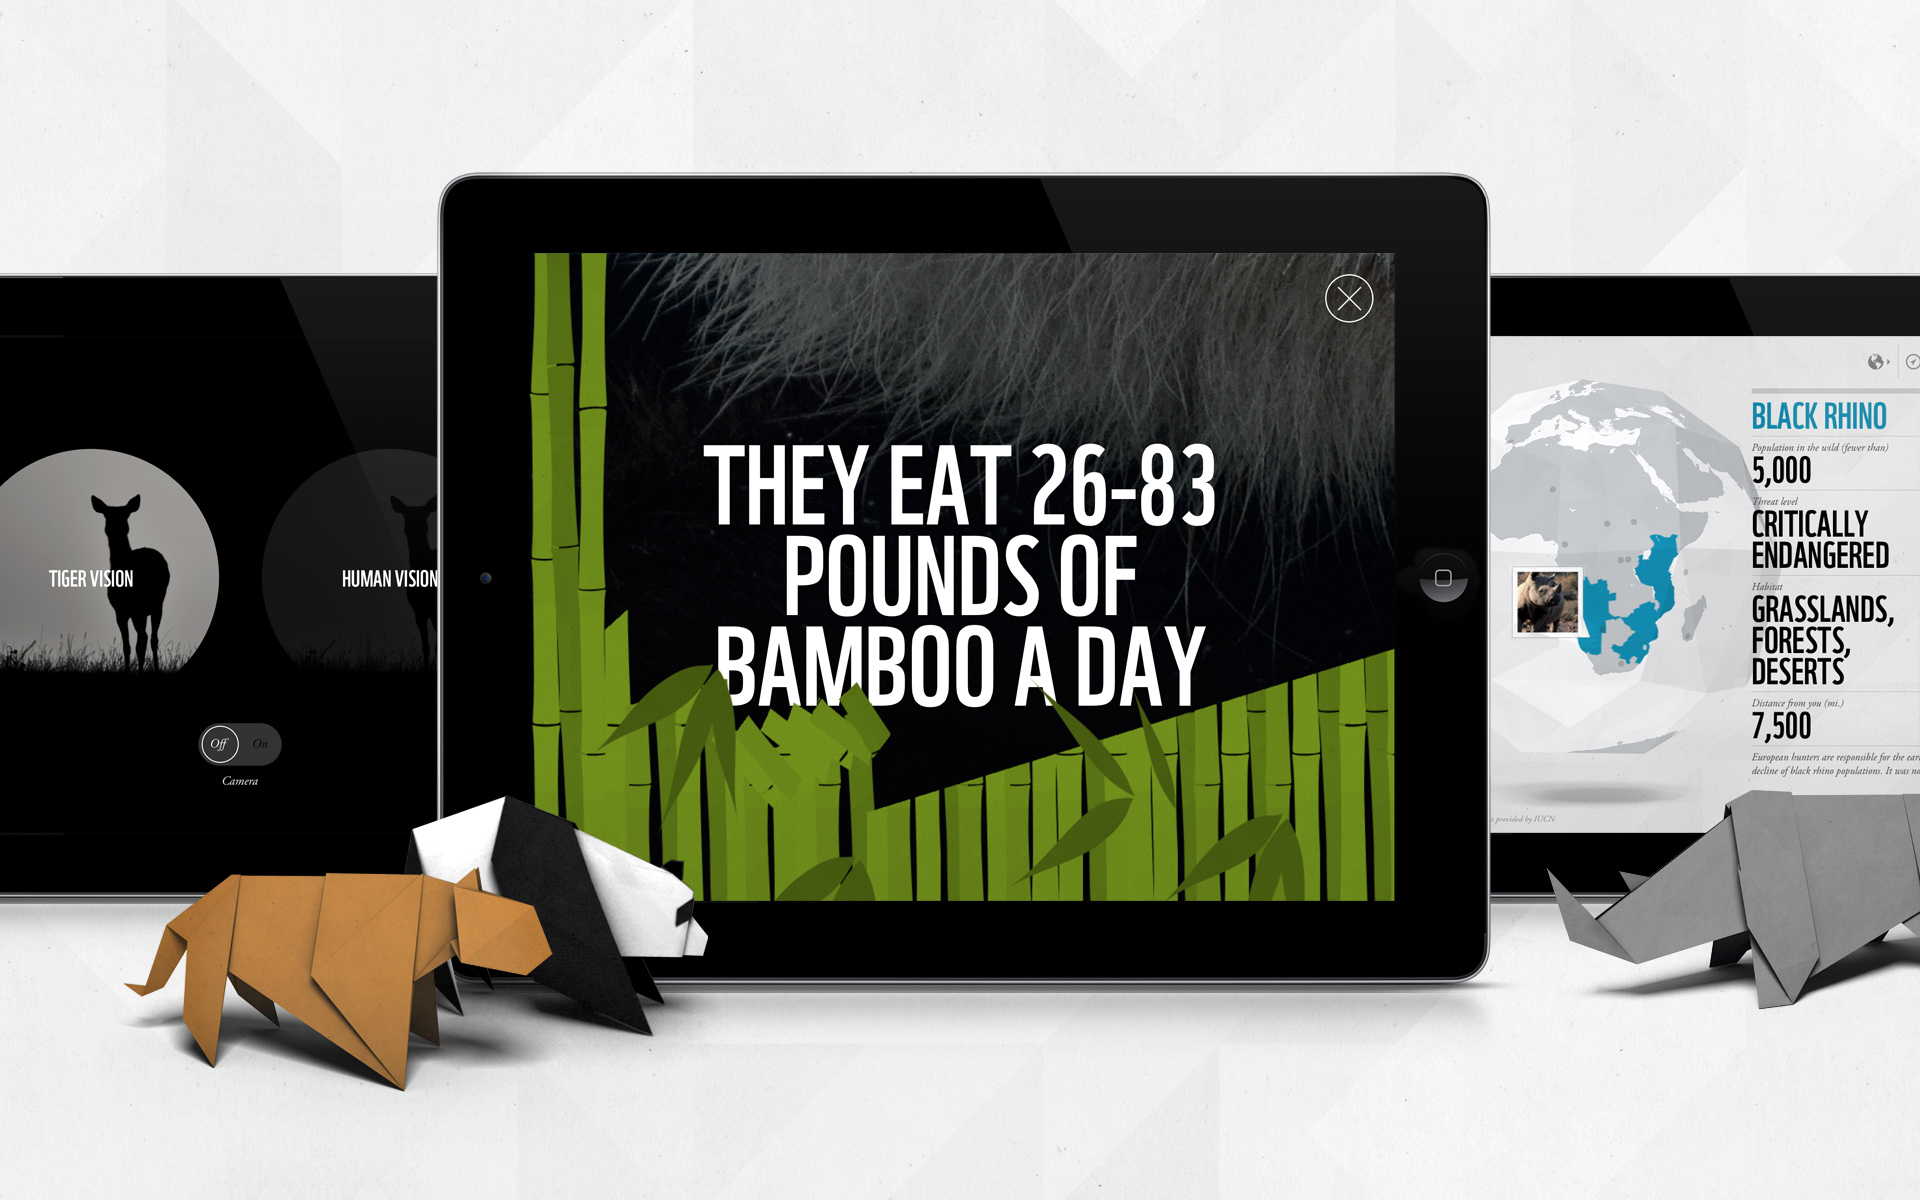 TIGER VISION
HUMAN VISION
Off
On
Camera
THEY EAT 26-83
POUNDS OF
BAMBOO A DAY
BLACK RHINO
Population in the wild (fewer than)
5,000
Threat level
CRITICALLY
ENDANGERED
Habitat
GRASSLANDS,
FORESTS,
DESERTS
Distance from you (mi.)
7,500
European hunters are responsible for the
decline of black rhino populations. It was
provided by IUCN